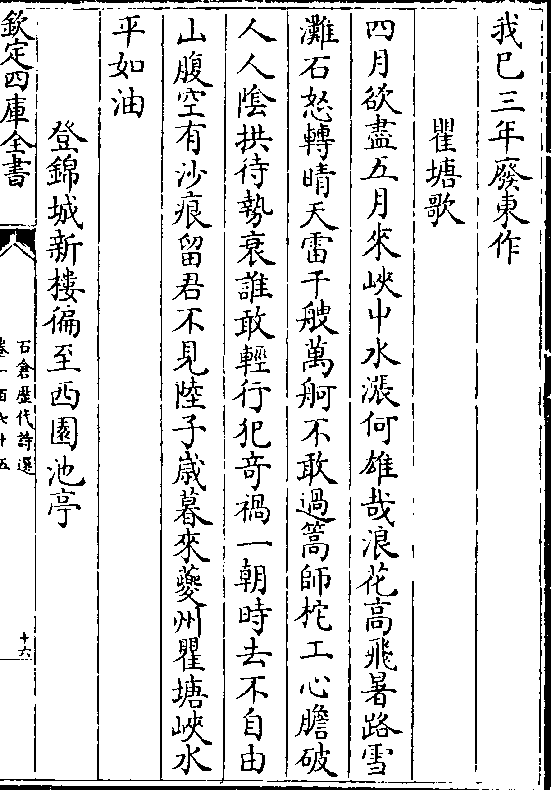 我已三年廢東作
瞿塘歌
四月欲盡五月來峽中水漲何雄哉浪花高飛暑路雪
灘石怒轉晴天雷千艘萬舸不敢過篙師柁工心膽破
人人陰拱待勢衰誰敢輕行犯奇禍一朝時去不自由
山腹空有沙痕留君不見陸子歲暮來夔州瞿塘峽水
平如油
登錦城新樓徧至西園池亭
欽定四庫全書
石倉歷代詩選
卷一百六十五
十六